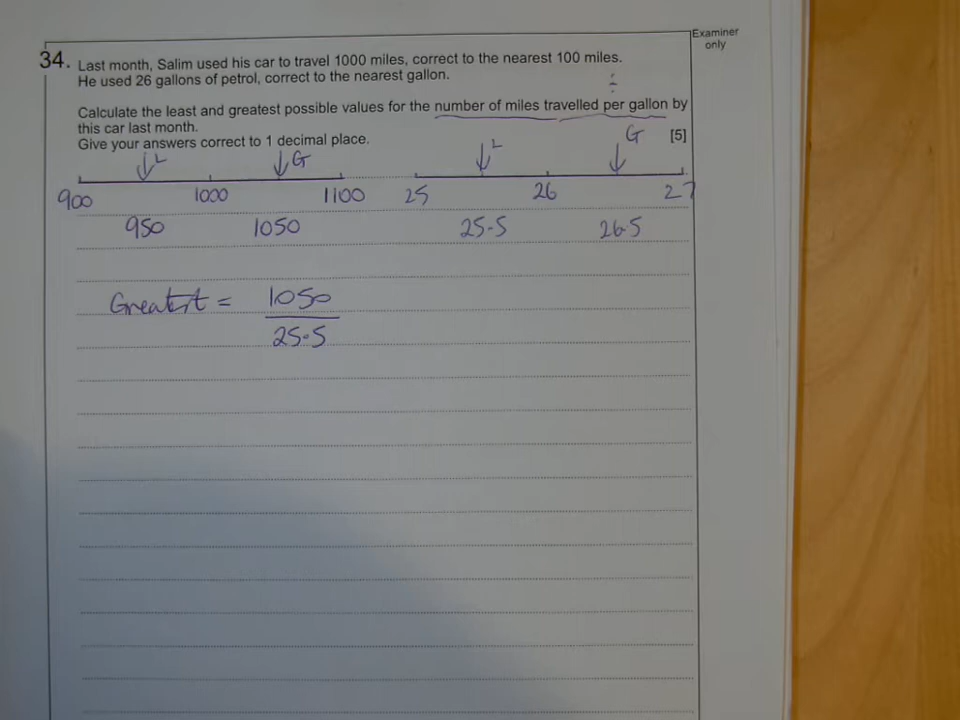 Examiner
only
34. Last month, Salim used his car to travel 1000 miles, correct to the nearest 100 miles.
He used 26 gallons of petrol, correct to the nearest gallon.
÷
Calculate the least and greatest possible values for the number of miles travelled per gallon by
this car last month.
Give your answers correct to 1 decimal place. [5]
L G L G
900 1000 1100 25 26 27
950 1050 25.5 26.5
Greatest = 1050
25.5